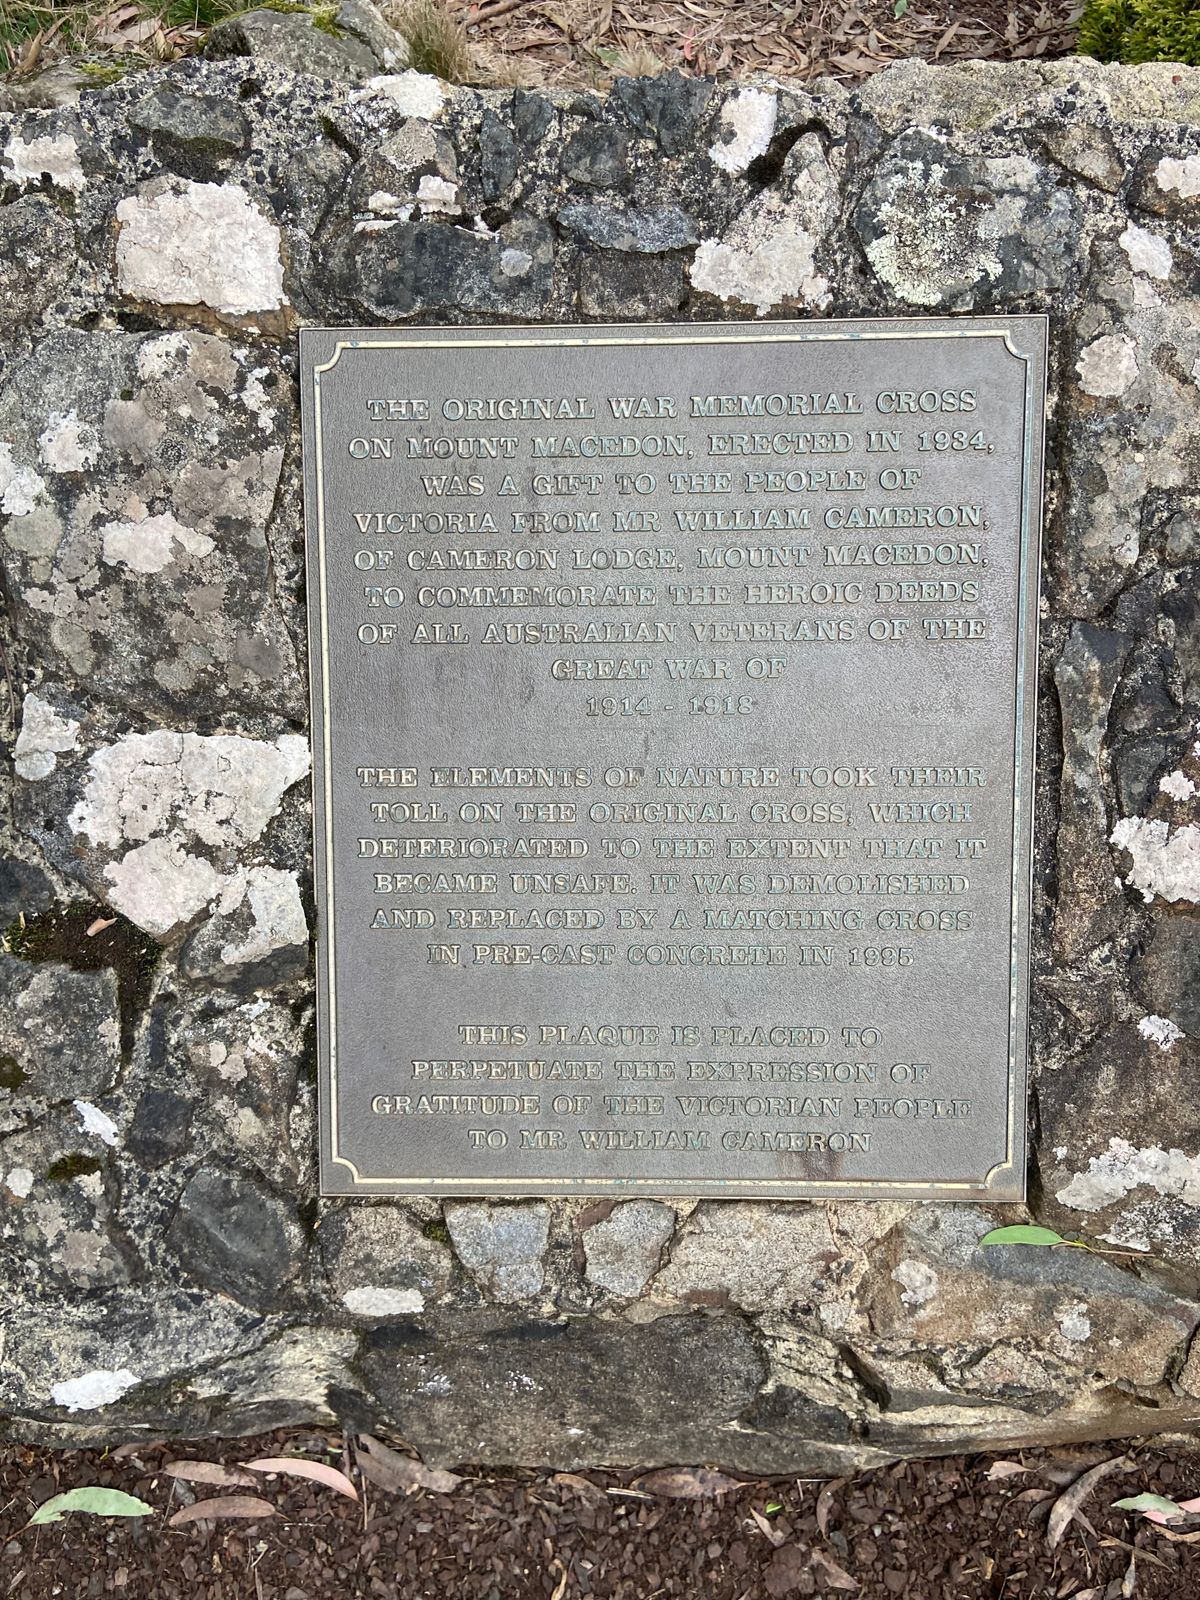 THE ORIGINAL WAR MEMORIAL CROSS
ON MOUNT MACEDON, ERECTED IN 1934,
WAS A GIFT TO THE PEOPLE OF
VICTORIA FROM MR WILLIAM CAMERON,
OF CAMERON LODGE, MOUNT MACEDON,
TO COMMEMORATE THE HEROIC DEEDS
OF ALL AUSTRALIAN VETERANS OF THE
GREAT WAR OF
1914 - 1918
THE ELEMENTS OF NATURE TOOK THEIR
TOLL ON THE ORIGINAL CROSS, WHICH
DETERIORATED TO THE EXTENT THAT IT
BECAME UNSAFE. IT WAS DEMOLISHED
AND REPLACED BY A MATCHING CROSS
IN PRE-CAST CONCRETE IN 1995
THIS PLAQUE IS PLACED TO
PERPETUATE THE EXPRESSION OF
GRATITUDE OF THE VICTORIAN PEOPLE
TO MR WILLIAM CAMERON